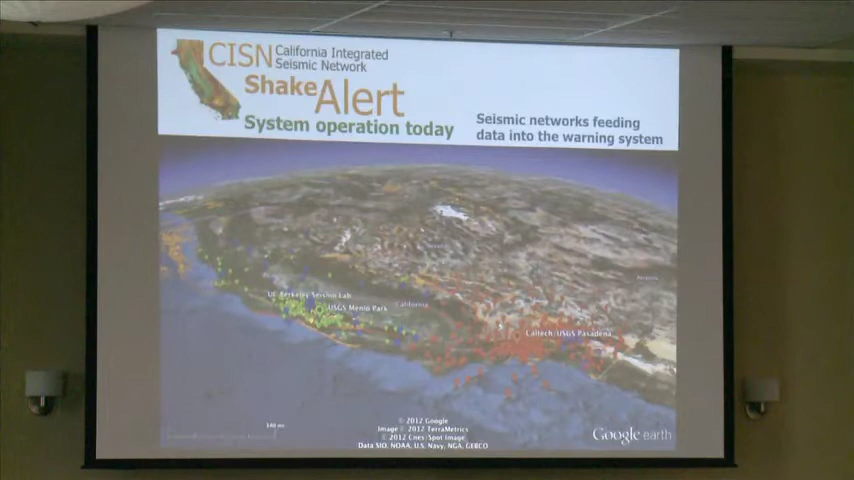 CISN California Integrated
Seismic Network
ShakeAlert
System operation today
Seismic networks feeding
data into the warning system
UC Berkeley Seismo Lab
USGS Menlo Park
California
Caltech/USGS Pasadena
140 mi
© 2012 Google
Image © 2012 TerraMetrics
© 2012 Cnes/Spot Image
Data SIO, NOAA, U.S. Navy, NGA, GEBCO
Google earth